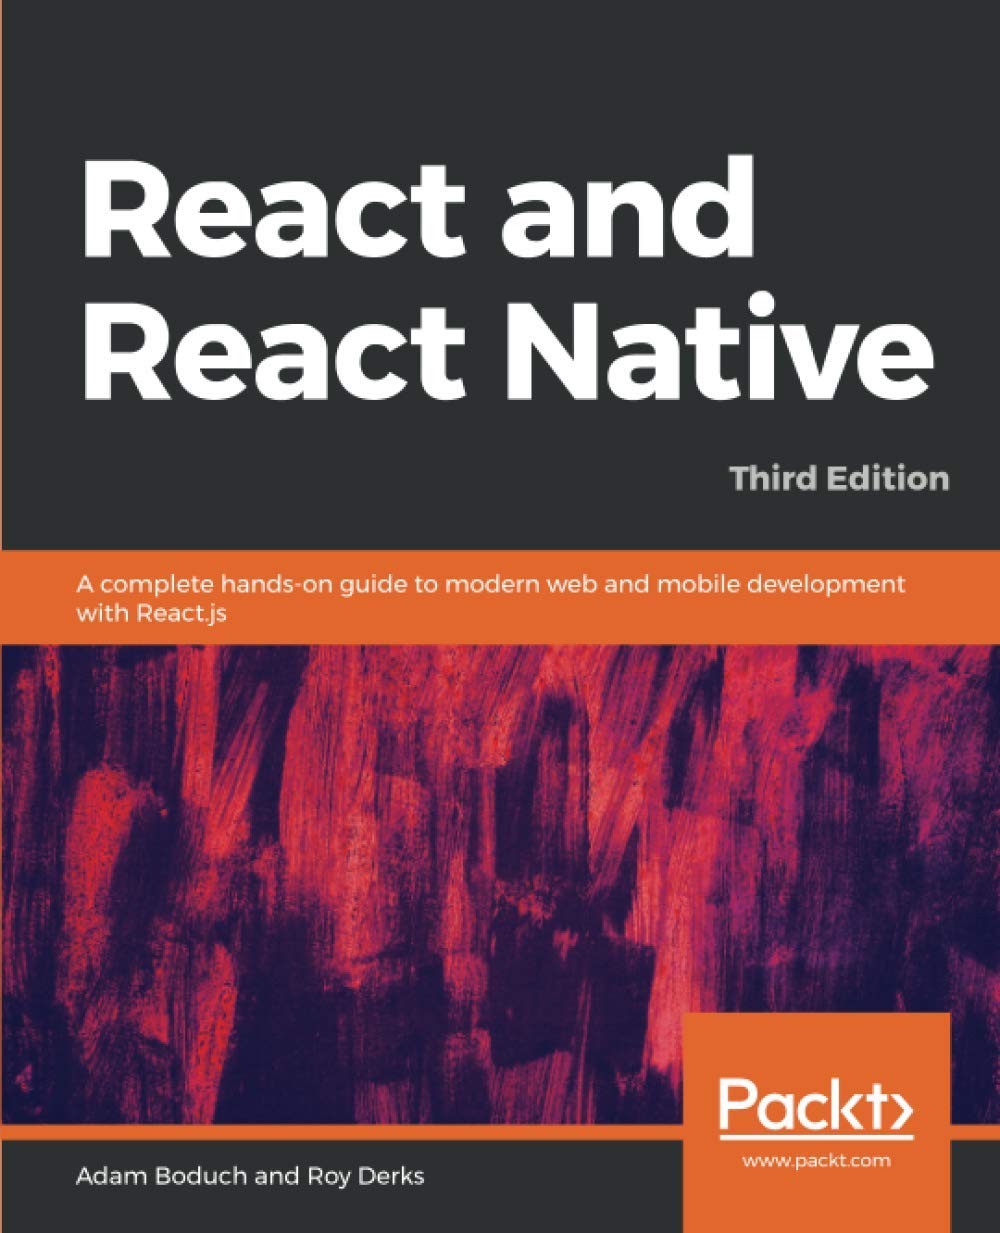 React and
React Native
Third Edition
A complete hands-on guide to modern web and mobile development
with React.js
Packt>
www.packt.com
Adam Boduch and Roy Derks